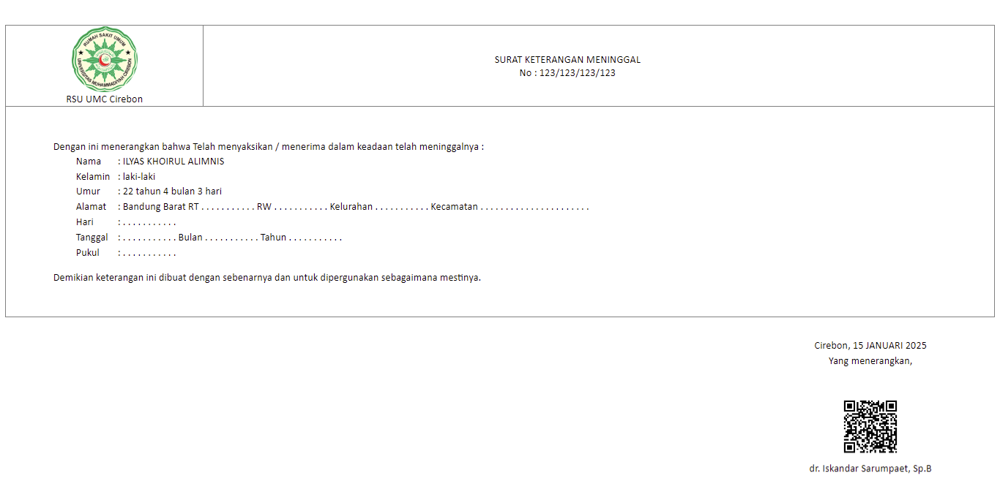 RUMAH SAKIT UMUM
UNIVERSITAS MUHAMMADIYAH CIREBON
RSU UMC Cirebon
SURAT KETERANGAN MENINGGAL
No : 123/123/123/123
Dengan ini menerangkan bahwa Telah menyaksikan / menerima dalam keadaan telah meninggalnya :
Nama : ILYAS KHOIRUL ALIMNIS
Kelamin : laki-laki
Umur : 22 tahun 4 bulan 3 hari
Alamat : Bandung Barat RT . . . . . . . . . . . RW . . . . . . . . . . . Kelurahan . . . . . . . . . . . Kecamatan . . . . . . . . . . . . . . . . . . . . . .
Hari : . . . . . . . . . . .
Tanggal : . . . . . . . . . . . Bulan . . . . . . . . . . . Tahun . . . . . . . . . . .
Pukul : . . . . . . . . . . .
Demikian keterangan ini dibuat dengan sebenarnya dan untuk dipergunakan sebagaimana mestinya.
Cirebon, 15 JANUARI 2025
Yang menerangkan,
dr. Iskandar Sarumpaet, Sp.B